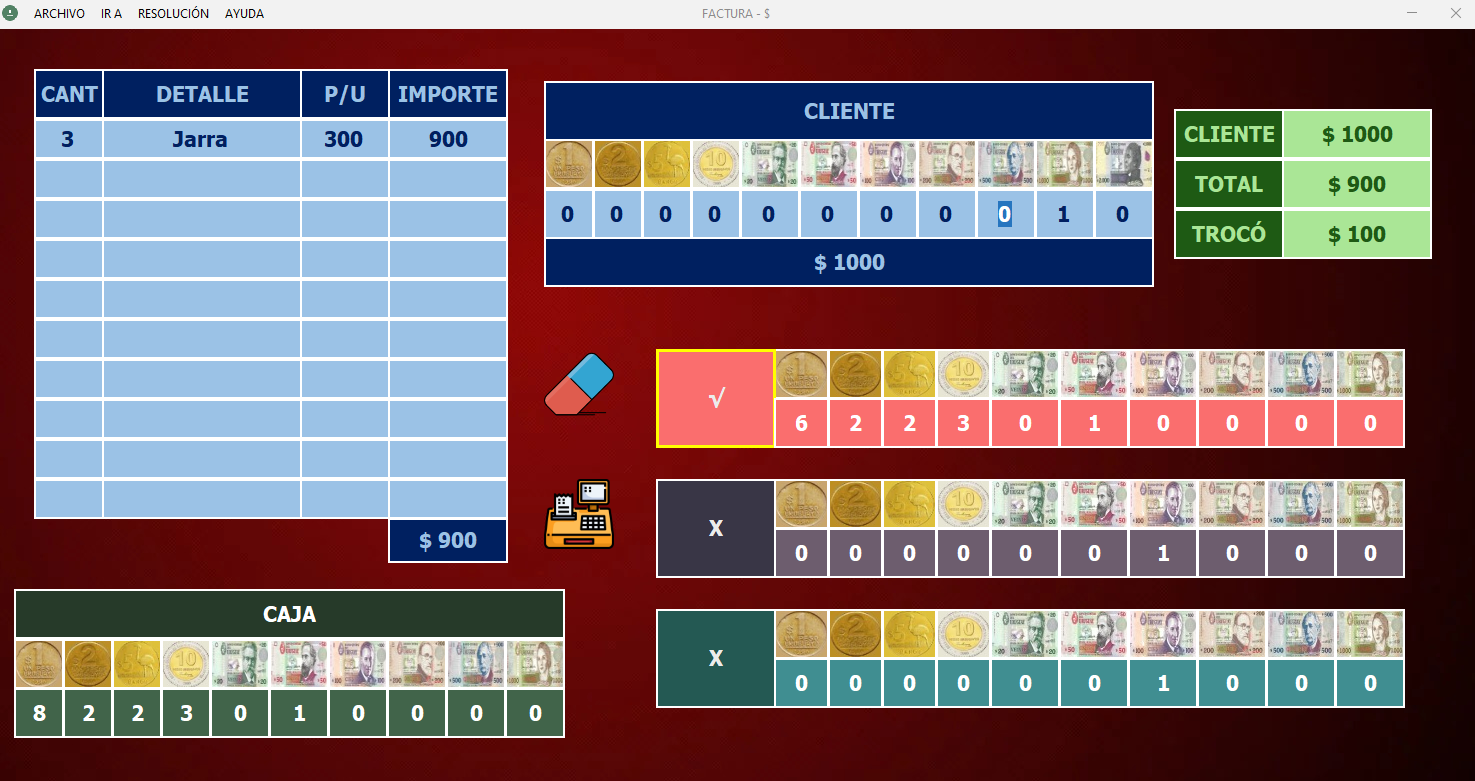 ARCHIVO IR A RESOLUCIÓN AYUDA
FACTURA - $
CANT DETALLE P/U IMPORTE
3 Jarra 300 900
$ 900
CLIENTE
0 0 0 0 0 0 0 0 0 1 0
$ 1000
CLIENTE $ 1000
TOTAL $ 900
TROCÓ $ 100
√
6 2 2 3 0 1 0 0 0 0
X
0 0 0 0 0 0 1 0 0 0
X
0 0 0 0 0 0 1 0 0 0
CAJA
8 2 2 3 0 1 0 0 0 0